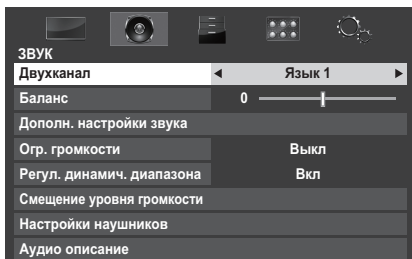 ЗВУК
Двухканал Язык 1
Баланс 0
Дополн. настройки звука
Огр. громкости Выкл
Регул. динамич. диапазона Вкл
Смещение уровня громкости
Настройки наушников
Аудио описание